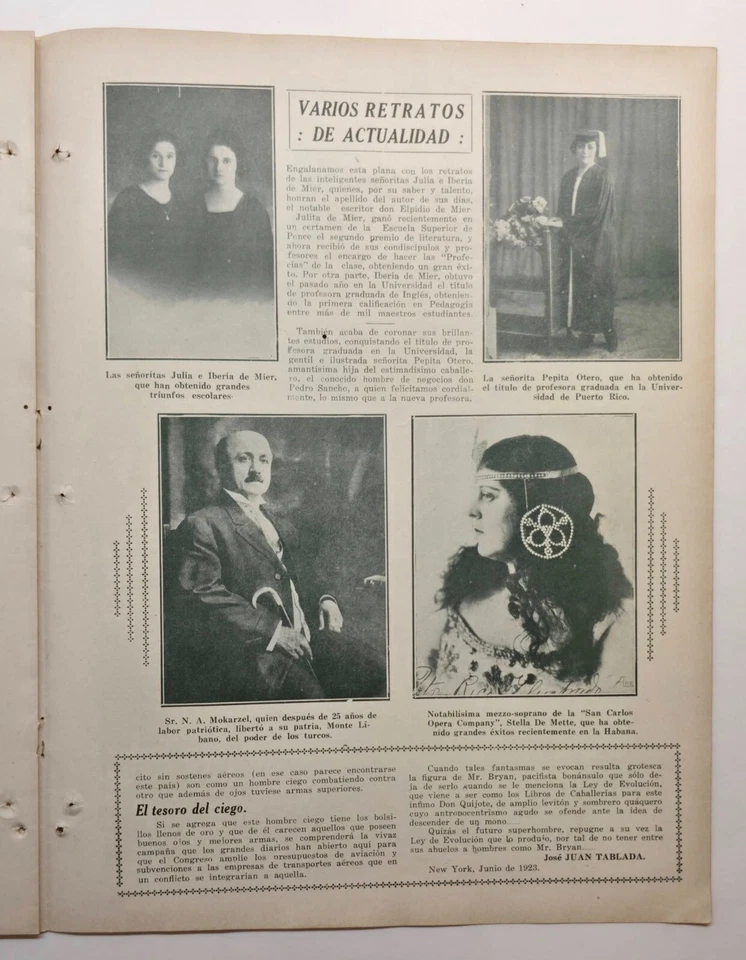 VARIOS RETRATOS
: DE ACTUALIDAD :
Engalanamos esta plana con los retratos
de las inteligentes señoritas Julia e Iberia
de Mier, quienes, por su saber y talento,
honran el apellido del autor de sus días,
el notable escritor don Elpidio de Mier
Julita de Mier, ganó recientemente en
un certamen de la Escuela Superior de
Ponce el segundo premio de literatura, y
ahora recibió de sus condiscípulos y pro-
fesores el encargo de hacer las "Profe-
cías" de la clase, obteniendo un gran éxi-
to. Por otra parte, Iberia de Mier, obtuvo
el pasado año en la Universidad el título
de profesora graduada de Inglés, obtenien-
do la primera calificación en Pedagogía
entre más de mil maestros estudiantes.
También acaba de coronar sus brillan-
tes estudios, conquistando el título de pro-
fesora graduada en la Universidad, la
gentil e ilustrada señorita Pepita Otero,
amantísima hija del estimadísimo caballe-
ro, el conocido hombre de negocios don
Pedro Sancho, a quien felicitamos cordial-
mente, lo mismo que a la nueva profesora.
Las señoritas Julia e Iberia de Mier,
que han obtenido grandes
triunfos escolares
La señorita Pepita Otero, que ha obtenido
el título de profesora graduada en la Univer-
sidad de Puerto Rico.
Sr. N. A. Mokarzel, quien después de 25 años de
labor patriótica, libertó a su patria, Monte Lí-
bano, del poder de los turcos.
Notabilísima mezzo-soprano de la "San Carlos
Opera Company", Stella De Mette, que ha obte-
nido grandes éxitos recientemente en la Habana.
cito sin sostenes aéreos (en ese caso parece encontrarse
este país) son como un hombre ciego combatiendo contra
otro que además de ojos tuviese armas superiores.
El tesoro del ciego.
Si se agrega que este hombre ciego tiene los bolsi-
llos llenos de oro y que de él carecen aquellos que poseen
buenos ojos y mejores armas, se comprenderá la vivaz
campaña que los grandes diarios han abierto aquí para
que el Congreso amplíe los presupuestos de aviación y
subvenciones a las empresas de transportes aéreos que en
un conflicto se integrarían a aquella.
Cuando tales fantasmas se evocan resulta grotesca
la figura de Mr. Bryan, pacifista bonánsulo que sólo de-
ja de serlo cuando se le menciona la Ley de Evolución,
que viene a ser como los Libros de Caballerías para este
ínfimo Don Quijote, de amplio levitón y sombrero cuáquero
cuyo antropocentrismo agudo se ofende ante la idea de
descender de un mono......
Quizás el futuro superhombre, repugne a su vez la
Ley de Evolución que lo produjo, por tal de no tener entre
sus abuelos a hombres como Mr. Bryan......
José JUAN TABLADA.
New York, Junio de 1923.